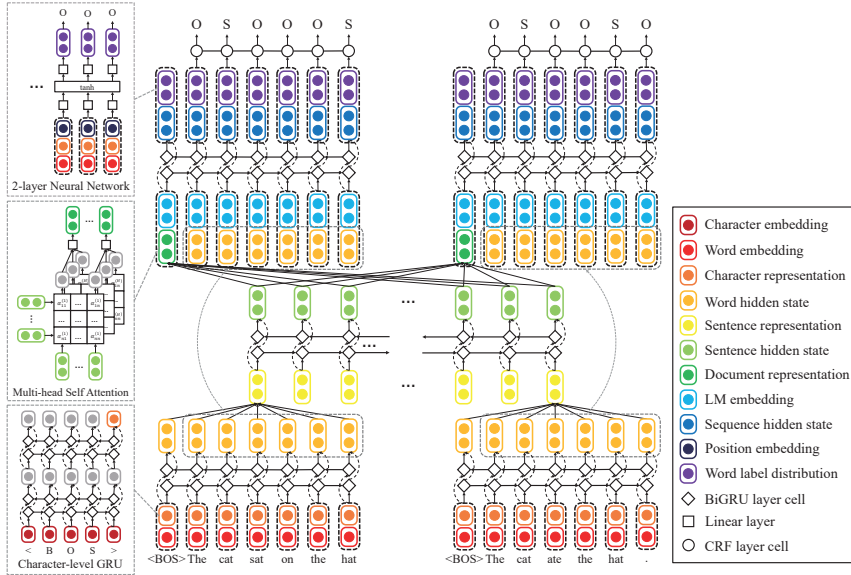 O O O
...
tanh
2-layer Neural Network
O S O O O S
O S O S O O
...
...
Multi-head Self Attention
< B O S >
Character-level GRU
...
...
...
...
<BOS> The cat sat on the hat
<BOS> The cat ate the hat .
Character embedding
Word embedding
Character representation
Word hidden state
Sentence representation
Sentence hidden state
Document representation
LM embedding
Sequence hidden state
Position embedding
Word label distribution
BiGRU layer cell
Linear layer
CRF layer cell